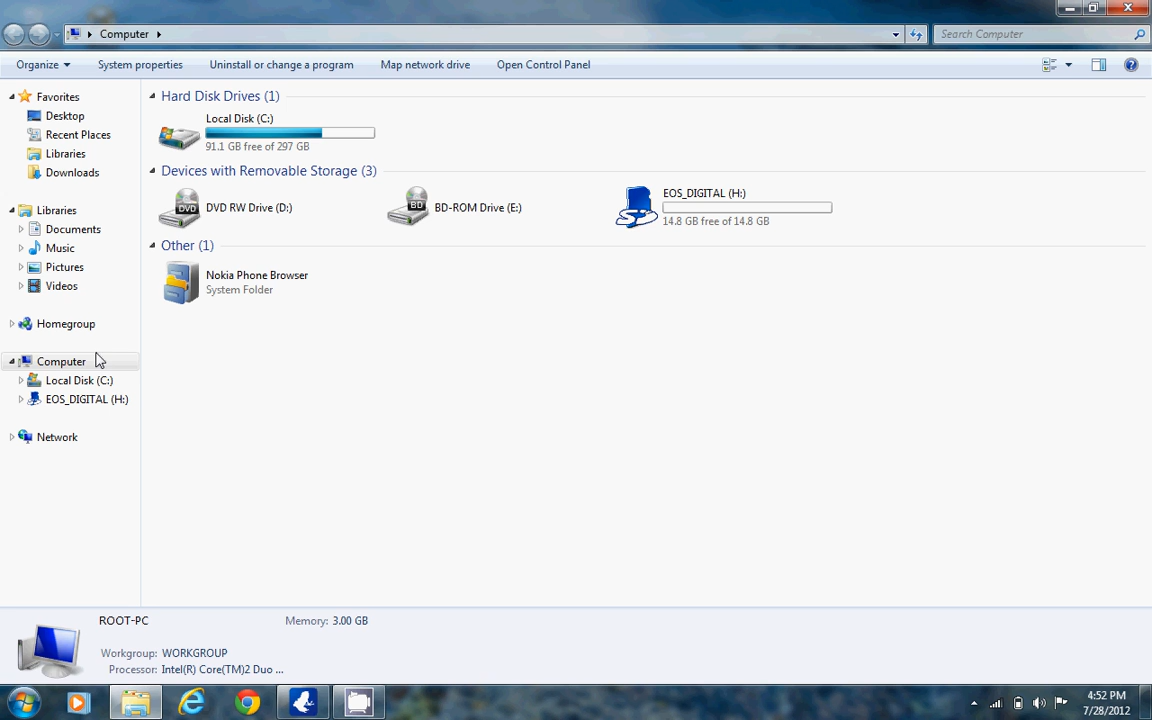 Computer
Search Computer
Organize
System properties
Uninstall or change a program
Map network drive
Open Control Panel
Favorites
Desktop
Recent Places
Libraries
Downloads
Libraries
Documents
Music
Pictures
Videos
Homegroup
Computer
Local Disk (C:)
EOS_DIGITAL (H:)
Network
Hard Disk Drives (1)
Local Disk (C:)
91.1 GB free of 297 GB
Devices with Removable Storage (3)
DVD
DVD RW Drive (D:)
BD
BD-ROM Drive (E:)
EOS_DIGITAL (H:)
14.8 GB free of 14.8 GB
Other (1)
Nokia Phone Browser
System Folder
ROOT-PC
Memory: 3.00 GB
Workgroup: WORKGROUP
Processor: Intel(R) Core(TM)2 Duo ...
4:52 PM
7/28/2012